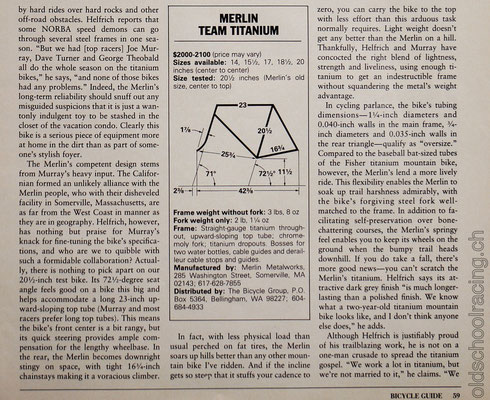 by hard rides over hard rocks and other
off-road obstacles. Helfrich reports that
some NORBA speed demons can go
through several steel frames in one sea-
son. “But we had [top racers] Joe Mur-
ray, Dave Turner and George Theobald
all do the whole season on the titanium
bikes,” he says, “and none of those bikes
had any problems.” Indeed, the Merlin's
long-term reliability should snuff out any
misguided suspicions that it is just a wan-
tonly indulgent toy to be stashed in the
closet of the vacation condo. Clearly this
bike is a serious piece of equipment more
at home in the dirt than as part of some-
one's stylish foyer.
The Merlin's competent design stems
from Murray's heavy input. The Califor-
nian formed an unlikely alliance with the
Merlin people, who with their disheveled
facility in Somerville, Massachusetts, are
as far from the West Coast in manner as
they are in geography. Helfrich, however,
has nothing but praise for Murray's
knack for fine-tuning the bike's specifica-
tions, and who are we to quibble with
such a formidable collaboration? Actual-
ly, there is nothing to pick apart on our
20½-inch test bike. Its 72½-degree seat
angle feels good on a bike this big and
helps accommodate a long 23-inch up-
ward-sloping top tube (Murray and most
racers prefer long top tubes). This means
the bike's front center is a bit rangy, but
its quick steering provides ample com-
pensation for the lengthy wheelbase. In
the rear, the Merlin becomes downright
stingy on space, with tight 16¾-inch
chainstays making it a voracious climber.
MERLIN
TEAM TITANIUM
$2000-2100 (price may vary)
Sizes available: 14, 15½, 17, 18½, 20
inches (center to center)
Size tested: 20½ inches (Merlin's old
size, center to top)
23
1⅞
20½
25¾
16¾
71°
72½°
11½
2⅜
42⅜
Frame weight without fork: 3 lbs, 8 oz
Fork weight only: 2 lb, 1¼ oz
Frame: Straight-gauge titanium through-
out, upward-sloping top tube; chrome-
moly fork; titanium dropouts. Bosses for
two water bottles, cable guides and derail-
leur cable stops and guides.
Manufactured by: Merlin Metalworks,
285 Washington Street, Somerville, MA
02143; 617-628-7855
Distributed by: The Bicycle Group, P.O.
Box 5364, Bellingham, WA 98227; 604-
684-4933
In fact, with less physical load than
usual perched on fat tires, the Merlin
soars up hills better than any other moun-
tain bike I've ridden. And if the incline
gets so steep that it stuffs your cadence to
zero, you can carry the bike to the top
with less effort than this arduous task
normally requires. Light weight doesn't
get any better than the Merlin on a hill.
Thankfully, Helfrich and Murray have
concocted the right blend of lightness,
strength and liveliness, using enough ti-
tanium to get an indestructible frame
without squandering the metal's weight
advantage.
In cycling parlance, the bike's tubing
dimensions—1¼-inch diameters and
0.040-inch walls in the main frame, ¾-
inch diameters and 0.035-inch walls in
the rear triangle—qualify as “oversize.”
Compared to the baseball bat-sized tubes
of the Fisher titanium mountain bike,
however, the Merlin's lend a more lively
ride. This flexibility enables the Merlin to
soak up trail harshness admirably, with
the bike's forgiving steel fork well-
matched to the frame. In addition to fa-
cilitating self-preservation over bone-
chattering courses, the Merlin's springy
feel enables you to keep its wheels on the
ground when the bumpy trail heads
downhill. If you do take a fall, there's
more good news—you can't scratch the
Merlin's titanium. Helfrich says its at-
tractive dark grey finish “is much longer-
lasting than a polished finish. We know
what a two-year-old titanium mountain
bike looks like, and I don't think anyone
else does,” he adds.
Although Helfrich is justifiably proud
of his trailblazing work, he is not on a
one-man crusade to spread the titanium
gospel. “We work a lot in titanium, but
we're not married to it,” he claims. “We
BICYCLE GUIDE 59
oldschoolracing.ch